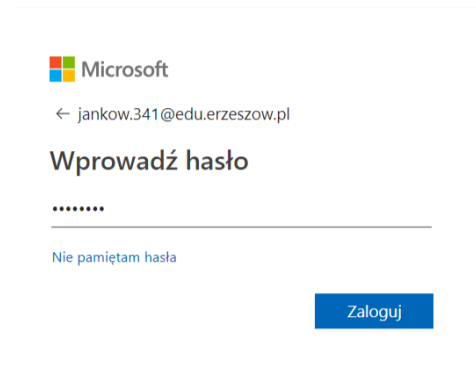 Microsoft
← jankow.341@edu.erzeszow.pl
Wprowadź hasło
••••••••
Nie pamiętam hasła
Zaloguj